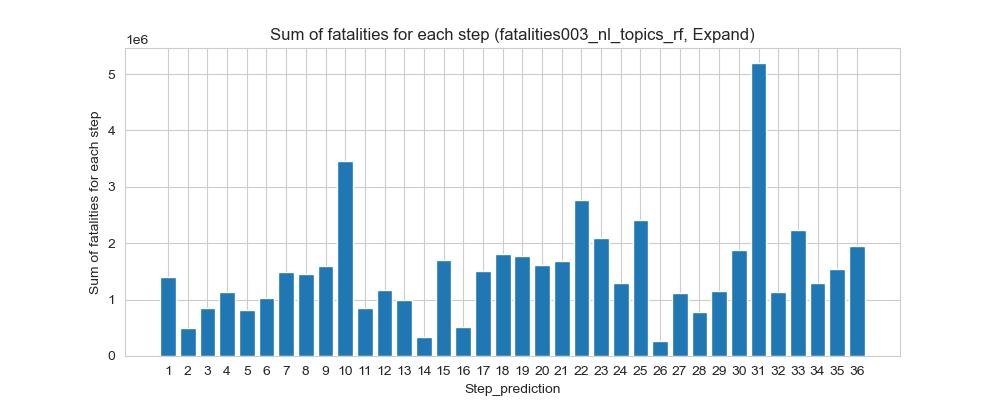 Sum of fatalities for each step (fatalities003_nl_topics_rf, Expand)
1e6
5
4
3
2
1
0
Sum of fatalities for each step
1 2 3 4 5 6 7 8 9 10 11 12 13 14 15 16 17 18 19 20 21 22 23 24 25 26 27 28 29 30 31 32 33 34 35 36
Step_prediction